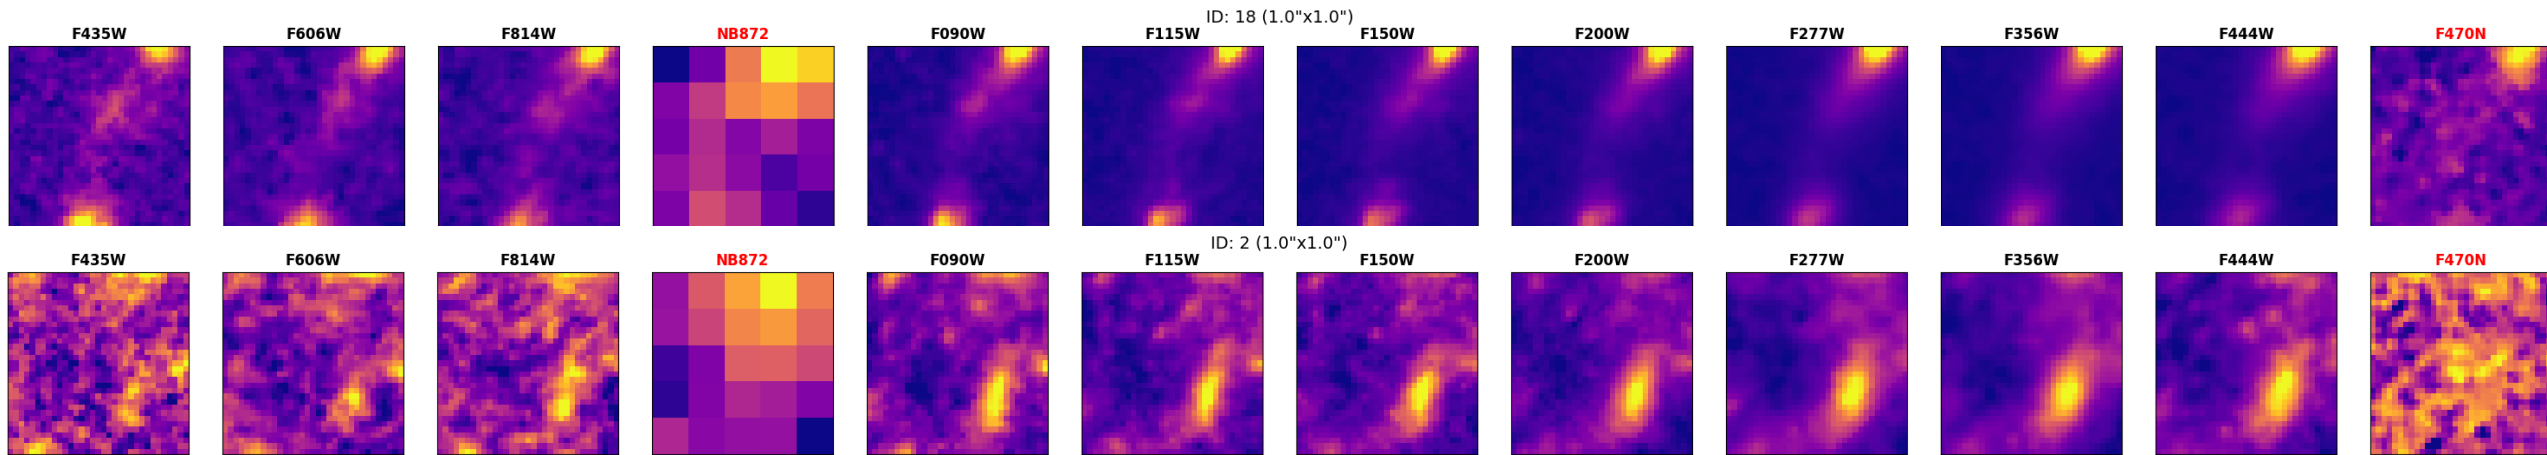 ID: 18 (1.0"x1.0")
F435W F606W F814W NB872 F090W F115W F150W F200W F277W F356W F444W F470N
ID: 2 (1.0"x1.0")
F435W F606W F814W NB872 F090W F115W F150W F200W F277W F356W F444W F470N